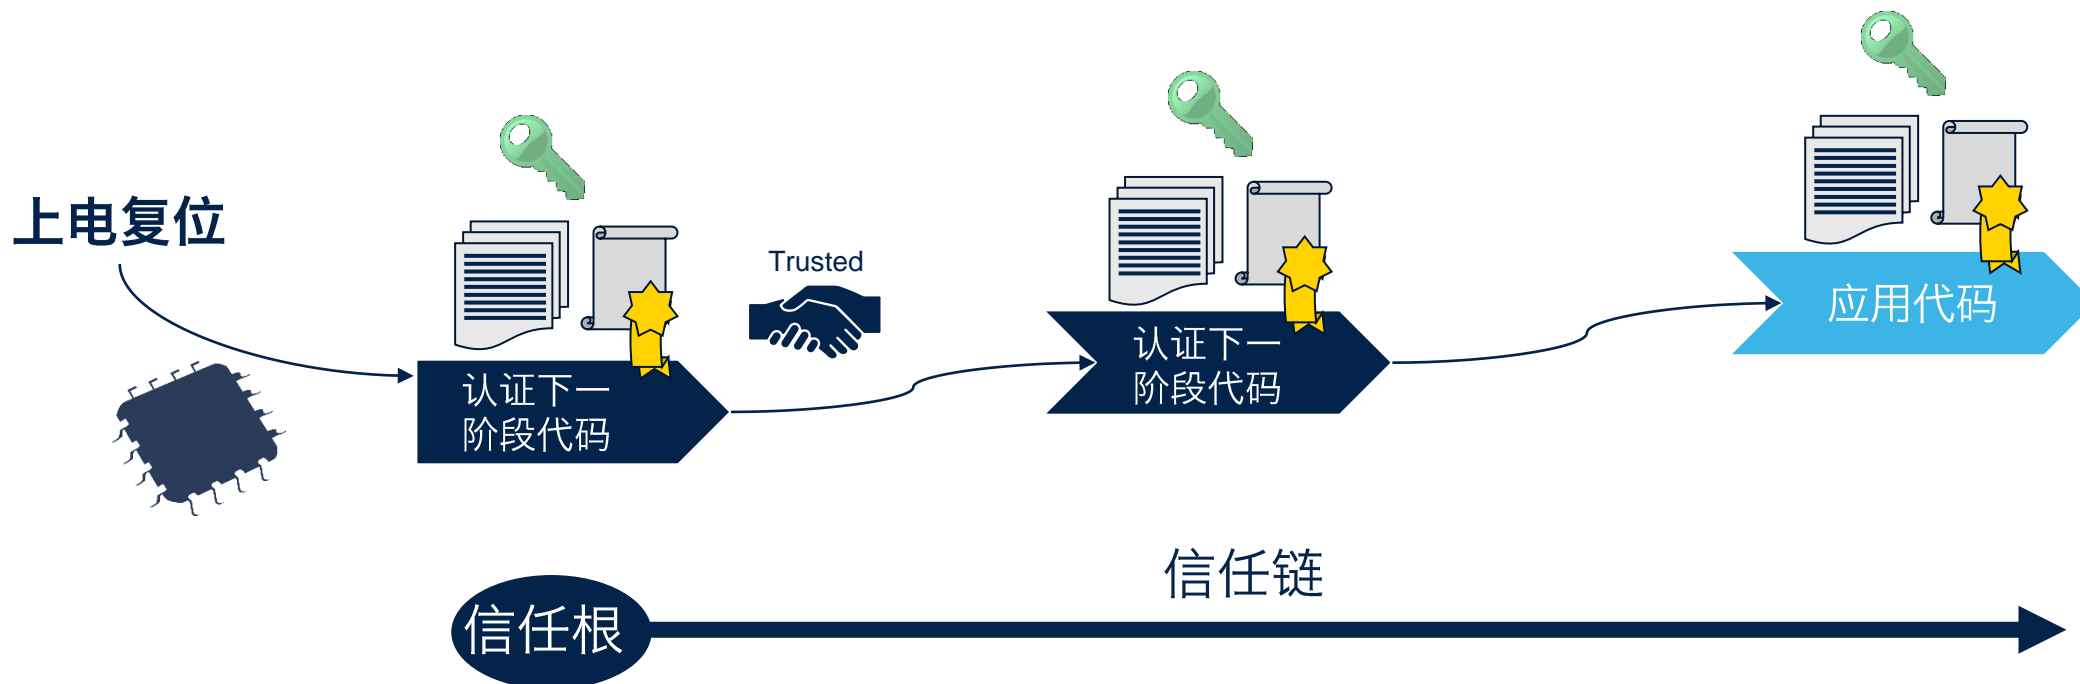 上电复位
认证下一
阶段代码
Trusted
认证下一
阶段代码
应用代码
信任根
信任链